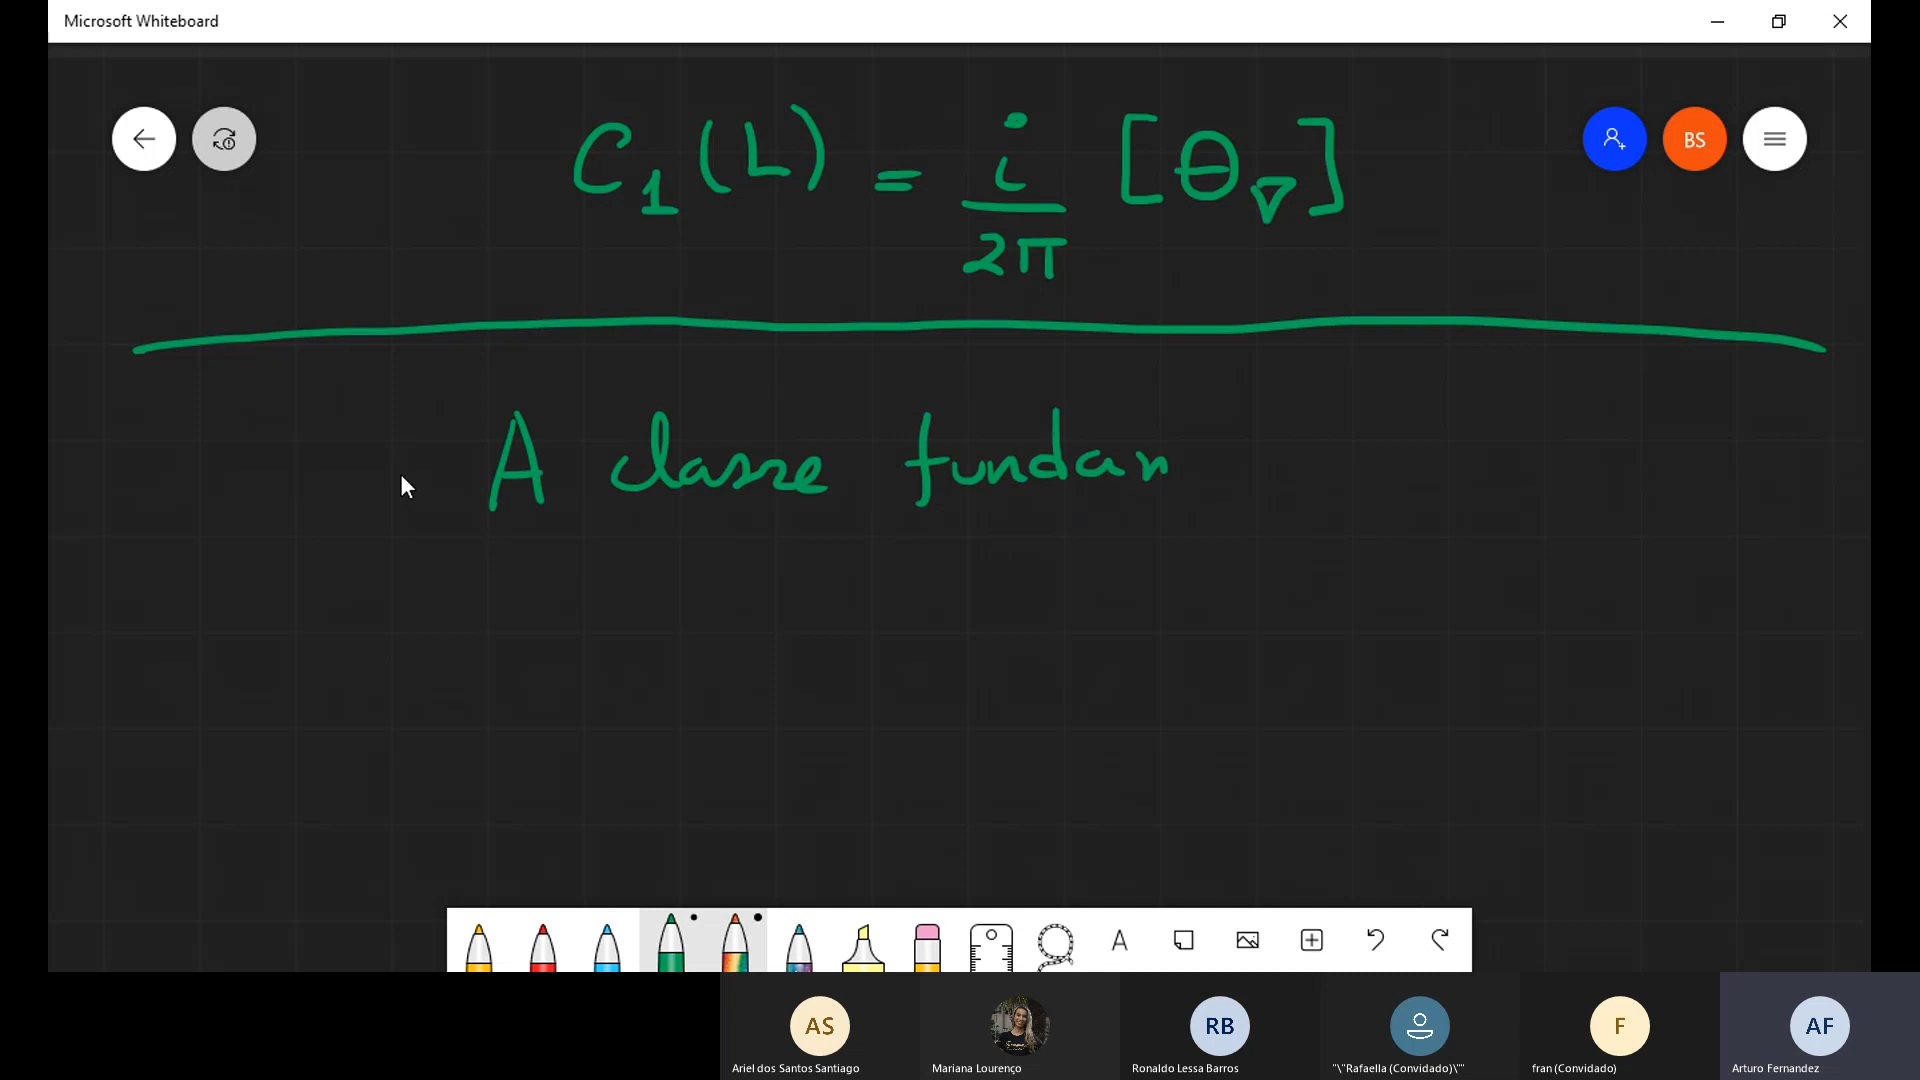 Microsoft Whiteboard
BS
C₁(L) = i/2π [Θ∇]
A classe fundam
A
AS
RB
F
AF
Ariel dos Santos Santiago
Mariana Lourenço
Ronaldo Lessa Barros
"\"Rafaella (Convidado)\""
fran (Convidado)
Arturo Fernandez